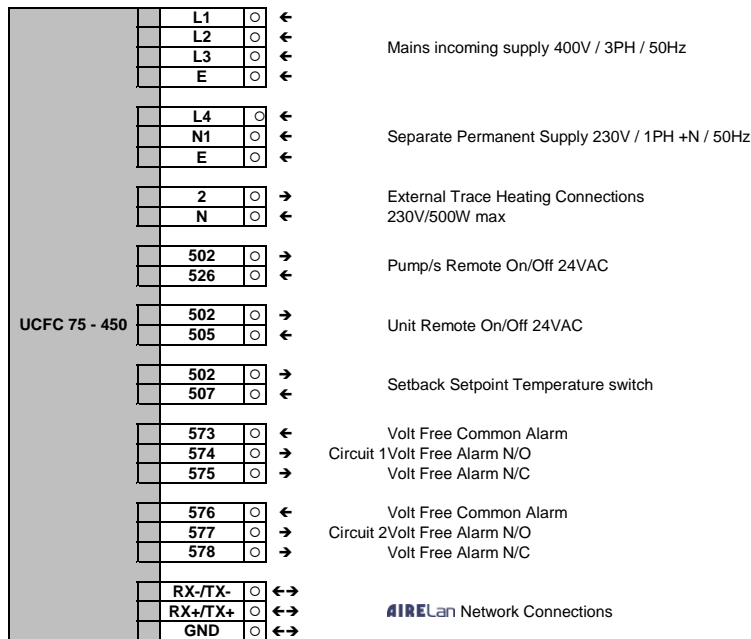 L1
L2
L3
E
Mains incoming supply 400V / 3PH / 50Hz
L4
N1
E
Separate Permanent Supply 230V / 1PH +N / 50Hz
2
N
External Trace Heating Connections
230V/500W max
502
526
Pump/s Remote On/Off 24VAC
UCFC 75 - 450
502
505
Unit Remote On/Off 24VAC
502
507
Setback Setpoint Temperature switch
573 Volt Free Common Alarm
574 Circuit 1 Volt Free Alarm N/O
575 Volt Free Alarm N/C
576 Volt Free Common Alarm
577 Circuit 2 Volt Free Alarm N/O
578 Volt Free Alarm N/C
RX-/TX-
RX+/TX+
GND
AIRELan Network Connections